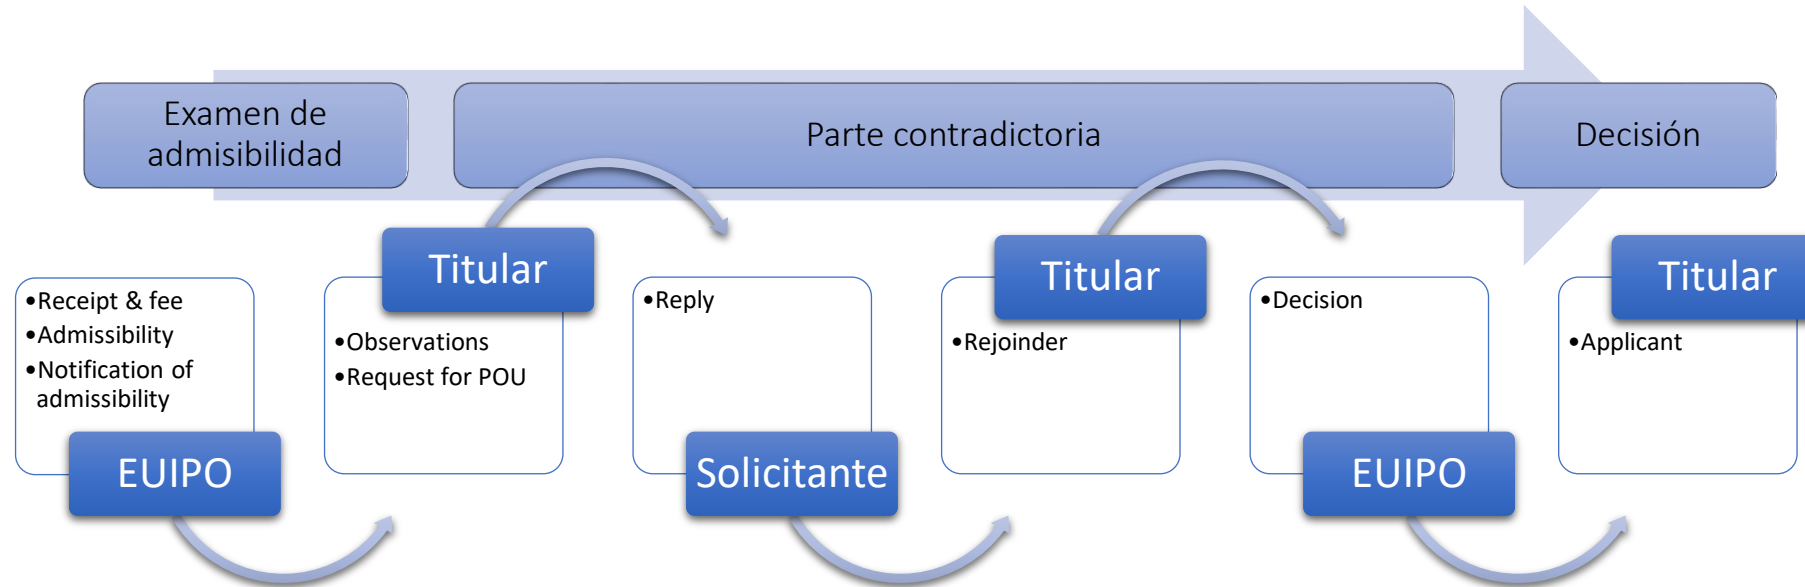 Examen de
admisibilidad
Parte contradictoria
Decisión
•Receipt & fee
•Admissibility
•Notification of
admissibility
EUIPO
Titular
•Observations
•Request for POU
•Reply
Solicitante
Titular
•Rejoinder
•Decision
EUIPO
Titular
•Applicant